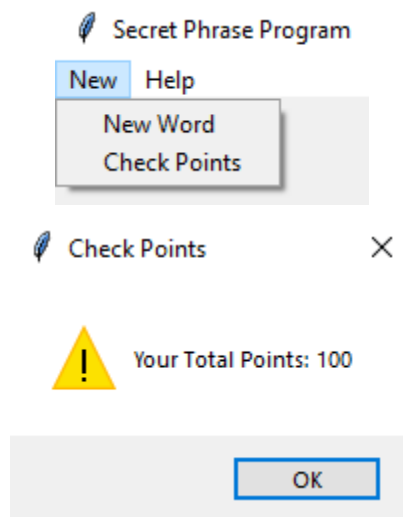 Secret Phrase Program
New Help
New Word
Check Points
Check Points
! Your Total Points: 100
OK